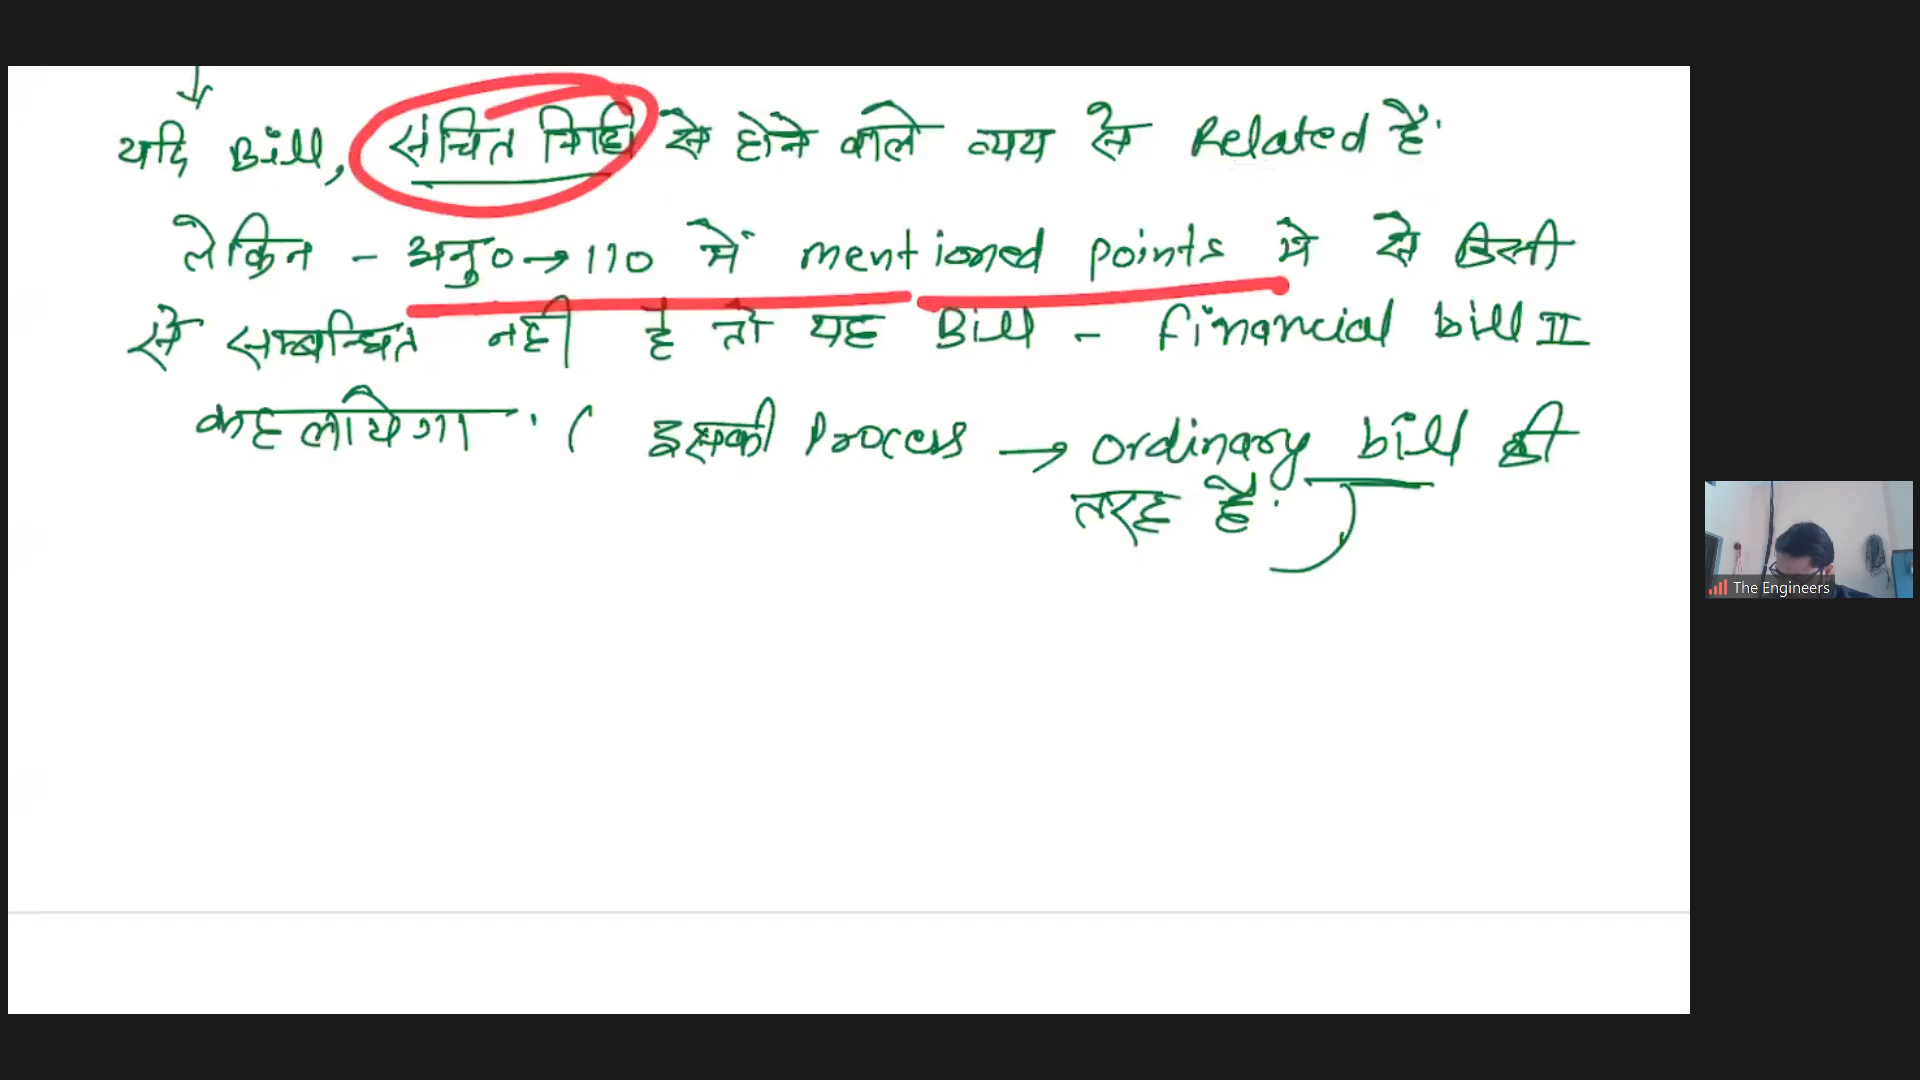 यदि Bill, संचित निधि से होने वाले व्यय से Related है.
लेकिन - अनु० → 110 में mentioned points मे से किसी
से सम्बन्धित नही है तो यह Bill - financial bill II
कहलायेगा . ( इसकी Process → ordinary bill की
तरह है. )
The Engineers